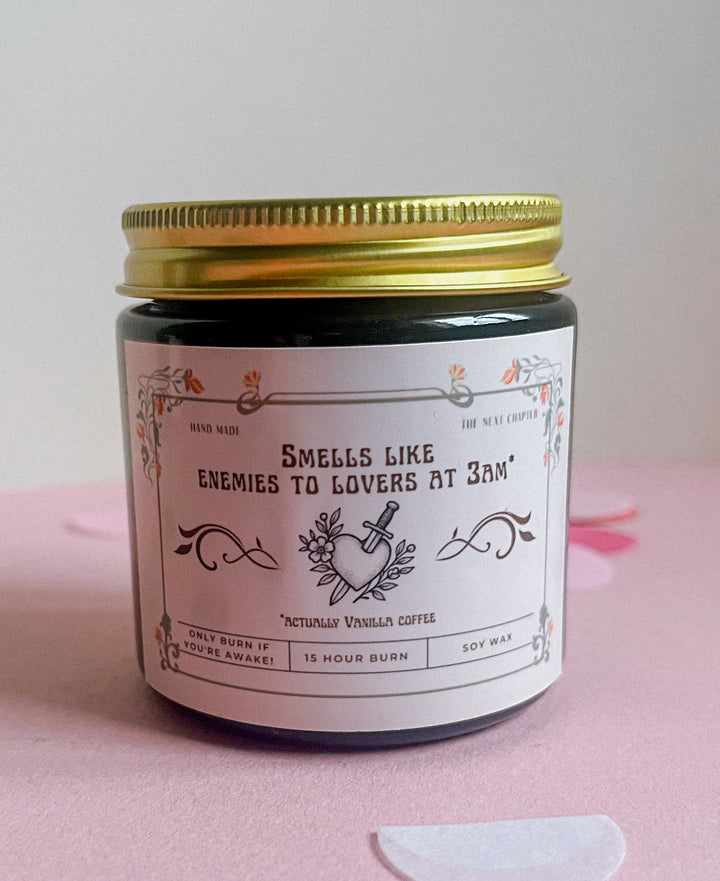 HAND MADE
THE NEXT CHAPTER
Smells like
enemies to lovers at 3am*
*actually Vanilla coffee
ONLY BURN IF
YOU'RE AWAKE!
15 HOUR BURN
SOY WAX